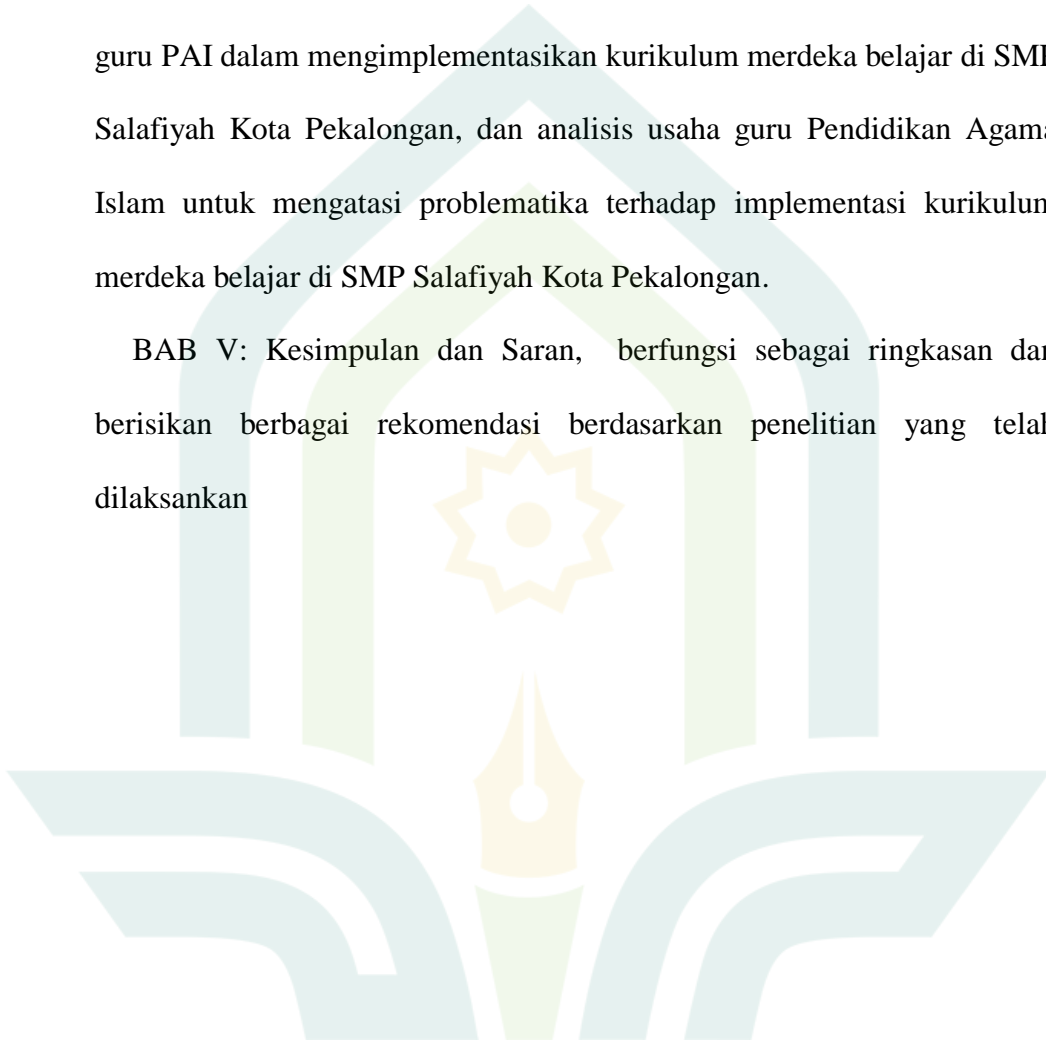 guru PAI dalam mengimplementasikan kurikulum merdeka belajar di SMP
Salafiyah Kota Pekalongan, dan analisis usaha guru Pendidikan Agama
Islam untuk mengatasi problematika terhadap implementasi kurikulum
merdeka belajar di SMP Salafiyah Kota Pekalongan.
BAB V: Kesimpulan dan Saran, berfungsi sebagai ringkasan dan
berisikan berbagai rekomendasi berdasarkan penelitian yang telah
dilaksankan